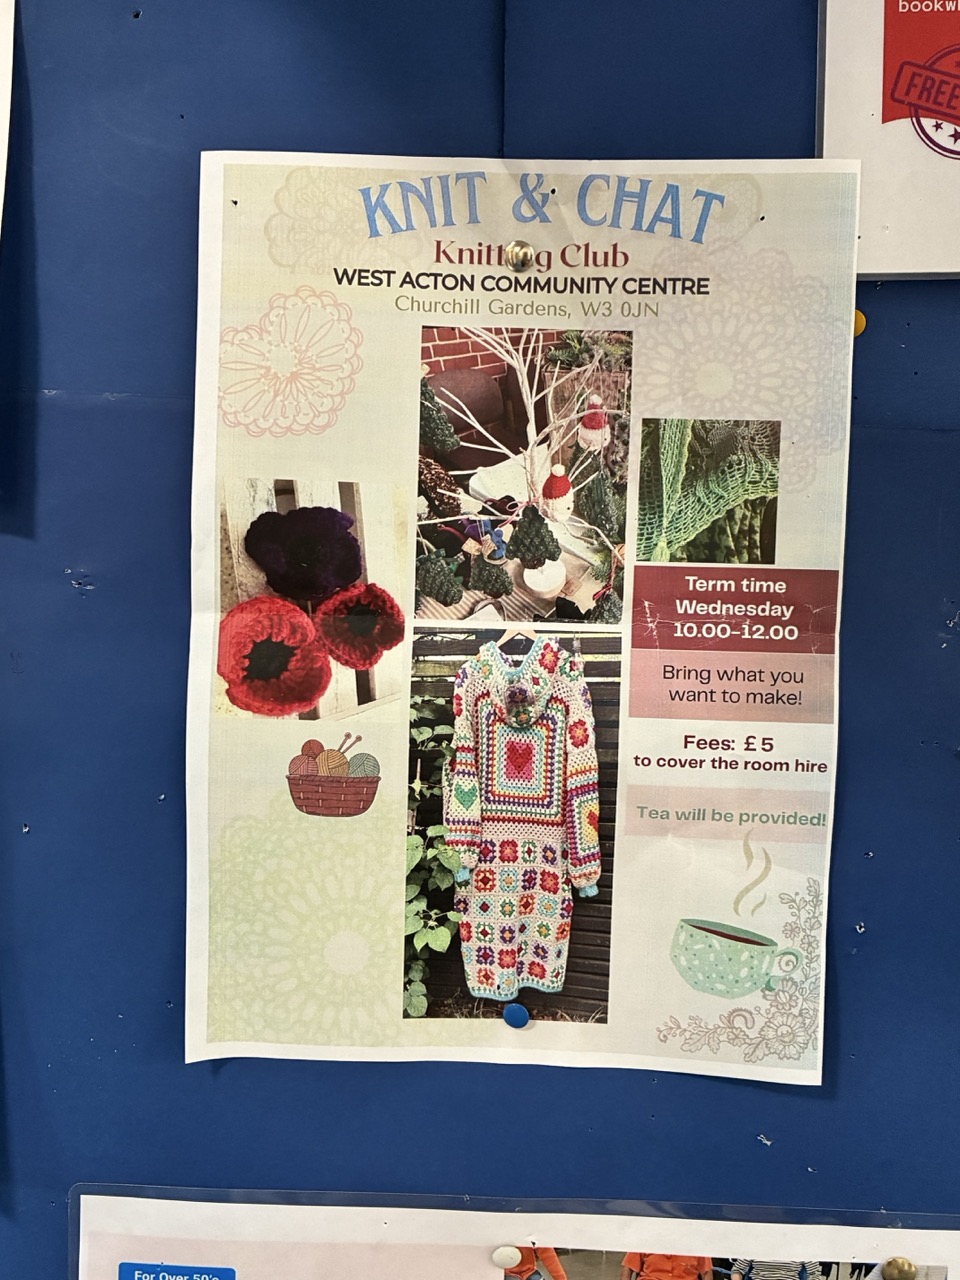 KNIT & CHAT
Knitting Club
WEST ACTON COMMUNITY CENTRE
Churchill Gardens, W3 0JN
Term time
Wednesday
10.00–12.00
Bring what you
want to make!
Fees: £5
to cover the room hire
Tea will be provided!
FREE
For Over 50's